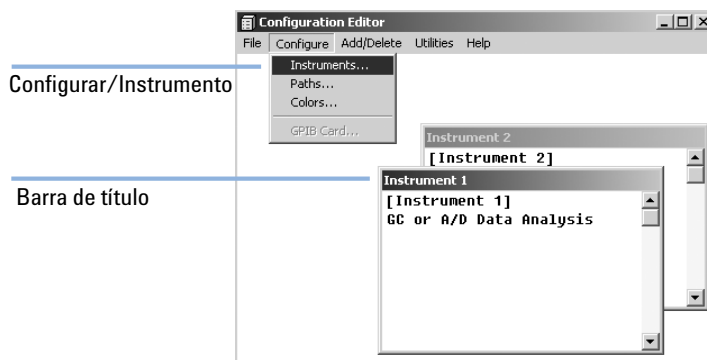 Configuration Editor
File Configure Add/Delete Utilities Help
Instruments...
Paths...
Colors...
GPIB Card...
Configurar/Instrumento
Instrument 2
[Instrument 2]
Barra de título
Instrument 1
[Instrument 1]
GC or A/D Data Analysis